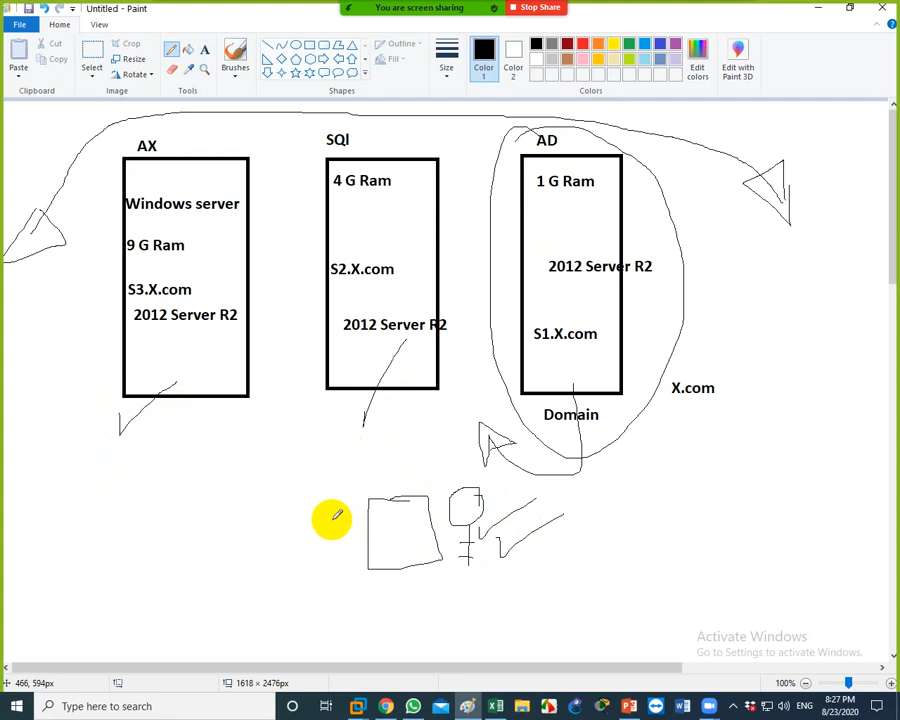 Untitled - Paint
You are screen sharing
Stop Share
File
Home
View
Paste
Cut
Copy
Clipboard
Select
Crop
Resize
Rotate
Image
A
Tools
Brushes
Shapes
Outline
Fill
Size
Color 1
Color 2
Colors
Edit colors
Edit with Paint 3D
AX
Windows server
9 G Ram
S3.X.com
2012 Server R2
SQl
4 G Ram
S2.X.com
2012 Server R2
AD
1 G Ram
2012 Server R2
S1.X.com
Domain
X.com
Activate Windows
Go to Settings to activate Windows.
466, 594px
1618 × 2476px
100%
Type here to search
ENG
8:27 PM
8/23/2020